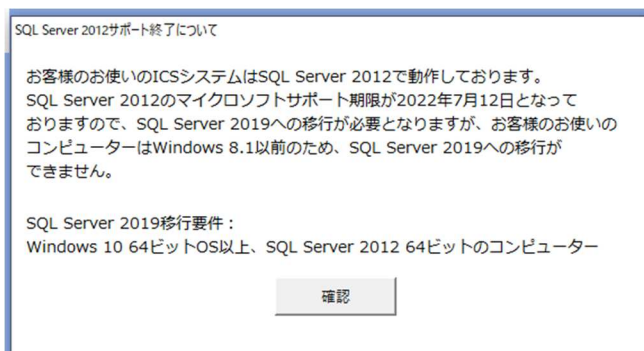 SQL Server 2012サポート終了について
お客様のお使いのICSシステムはSQL Server 2012で動作しております。
SQL Server 2012のマイクロソフトサポート期限が2022年7月12日となって
おりますので、SQL Server 2019への移行が必要となりますが、お客様のお使いの
コンピューターはWindows 8.1以前のため、SQL Server 2019への移行が
できません。
SQL Server 2019移行要件：
Windows 10 64ビットOS以上、SQL Server 2012 64ビットのコンピューター
確認